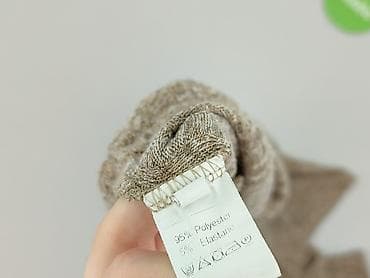 95% Polyester
5% Elastane